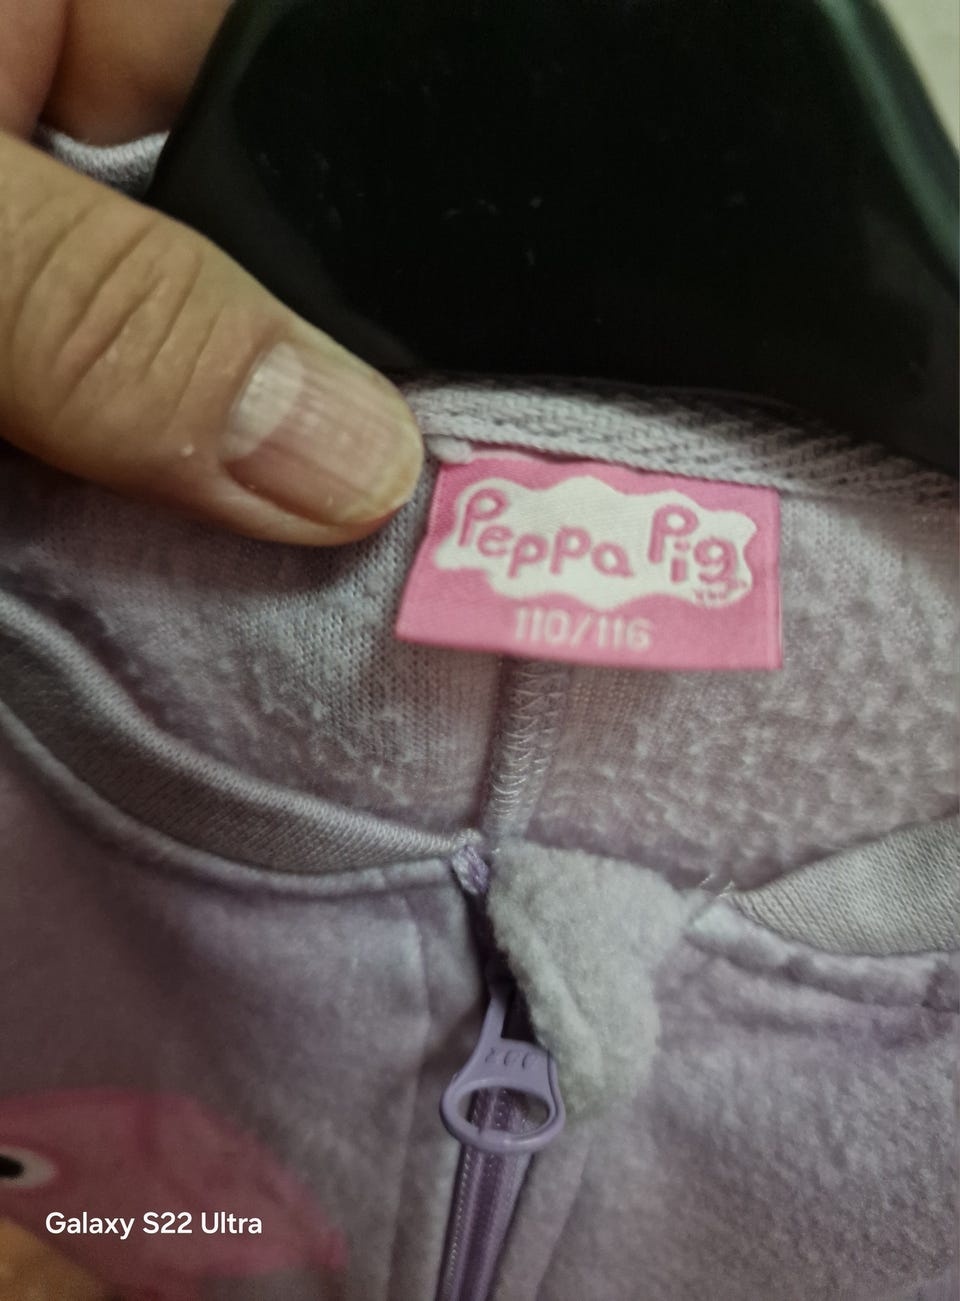 Peppa Pig
110/116
Galaxy S22 Ultra